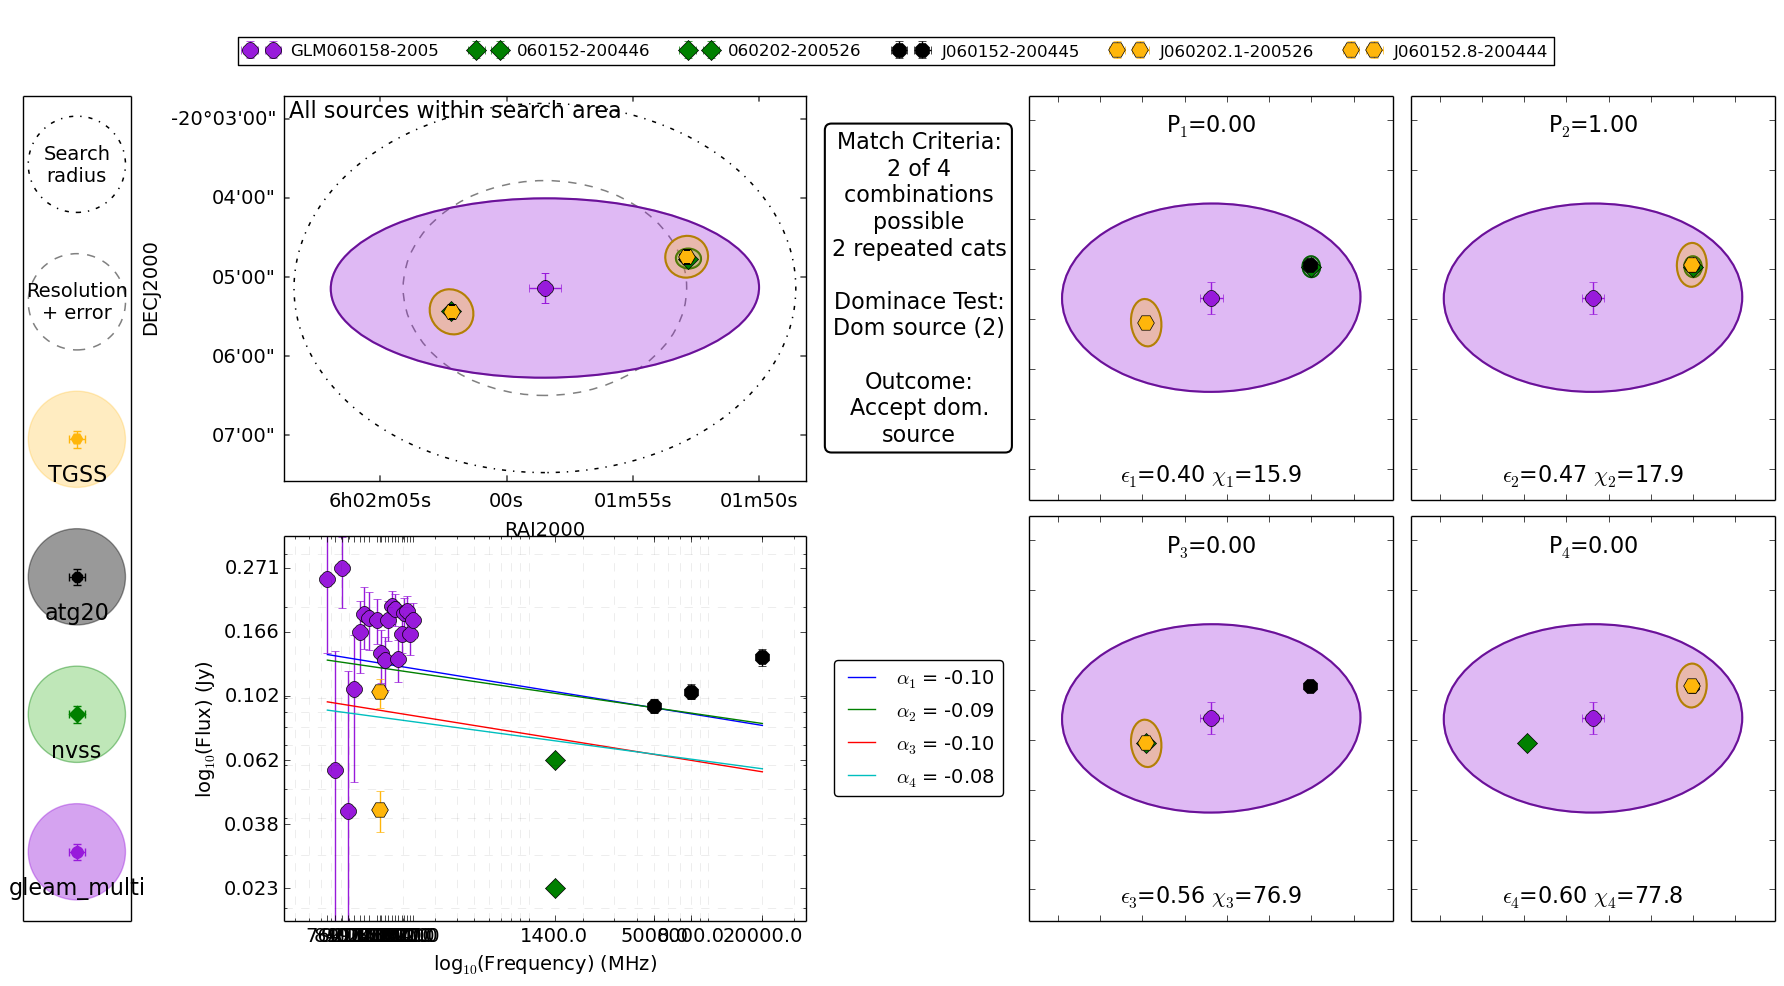 GLM060158-2005
060152-200446
060202-200526
J060152-200445
J060202.1-200526
J060152.8-200444
Search
radius
Resolution
+ error
TGSS
atg20
nvss
gleam_multi
All sources within search area
DECJ2000
-20°03'00"
04'00"
05'00"
06'00"
07'00"
6h02m05s
00s
01m55s
01m50s
RAJ2000
Match Criteria:
2 of 4
combinations
possible
2 repeated cats
Dominace Test:
Dom source (2)
Outcome:
Accept dom.
source
P1=0.00
ϵ1=0.40 χ1=15.9
P2=1.00
ϵ2=0.47 χ2=17.9
P3=0.00
ϵ3=0.56 χ3=76.9
P4=0.00
ϵ4=0.60 χ4=77.8
log10(Flux) (Jy)
0.271
0.166
0.102
0.062
0.038
0.023
1400.0
5000.0
8000.0
20000.0
log10(Frequency) (MHz)
α1 = -0.10
α2 = -0.09
α3 = -0.10
α4 = -0.08